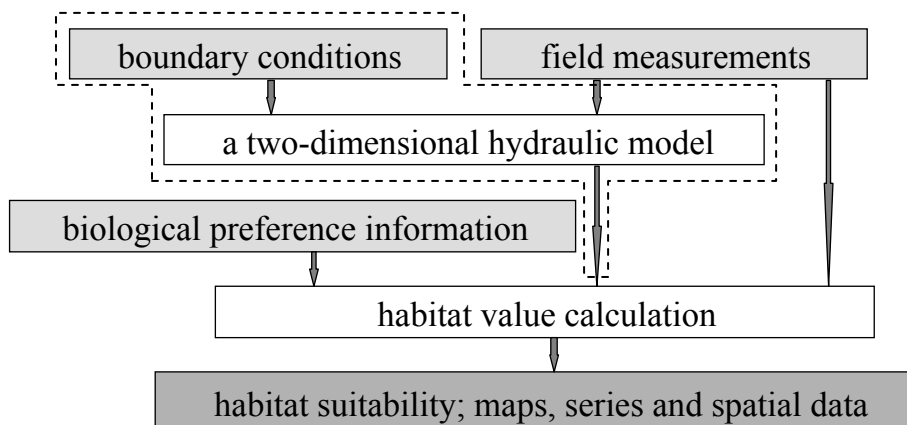 boundary conditions
field measurements
a two-dimensional hydraulic model
biological preference information
habitat value calculation
habitat suitability; maps, series and spatial data